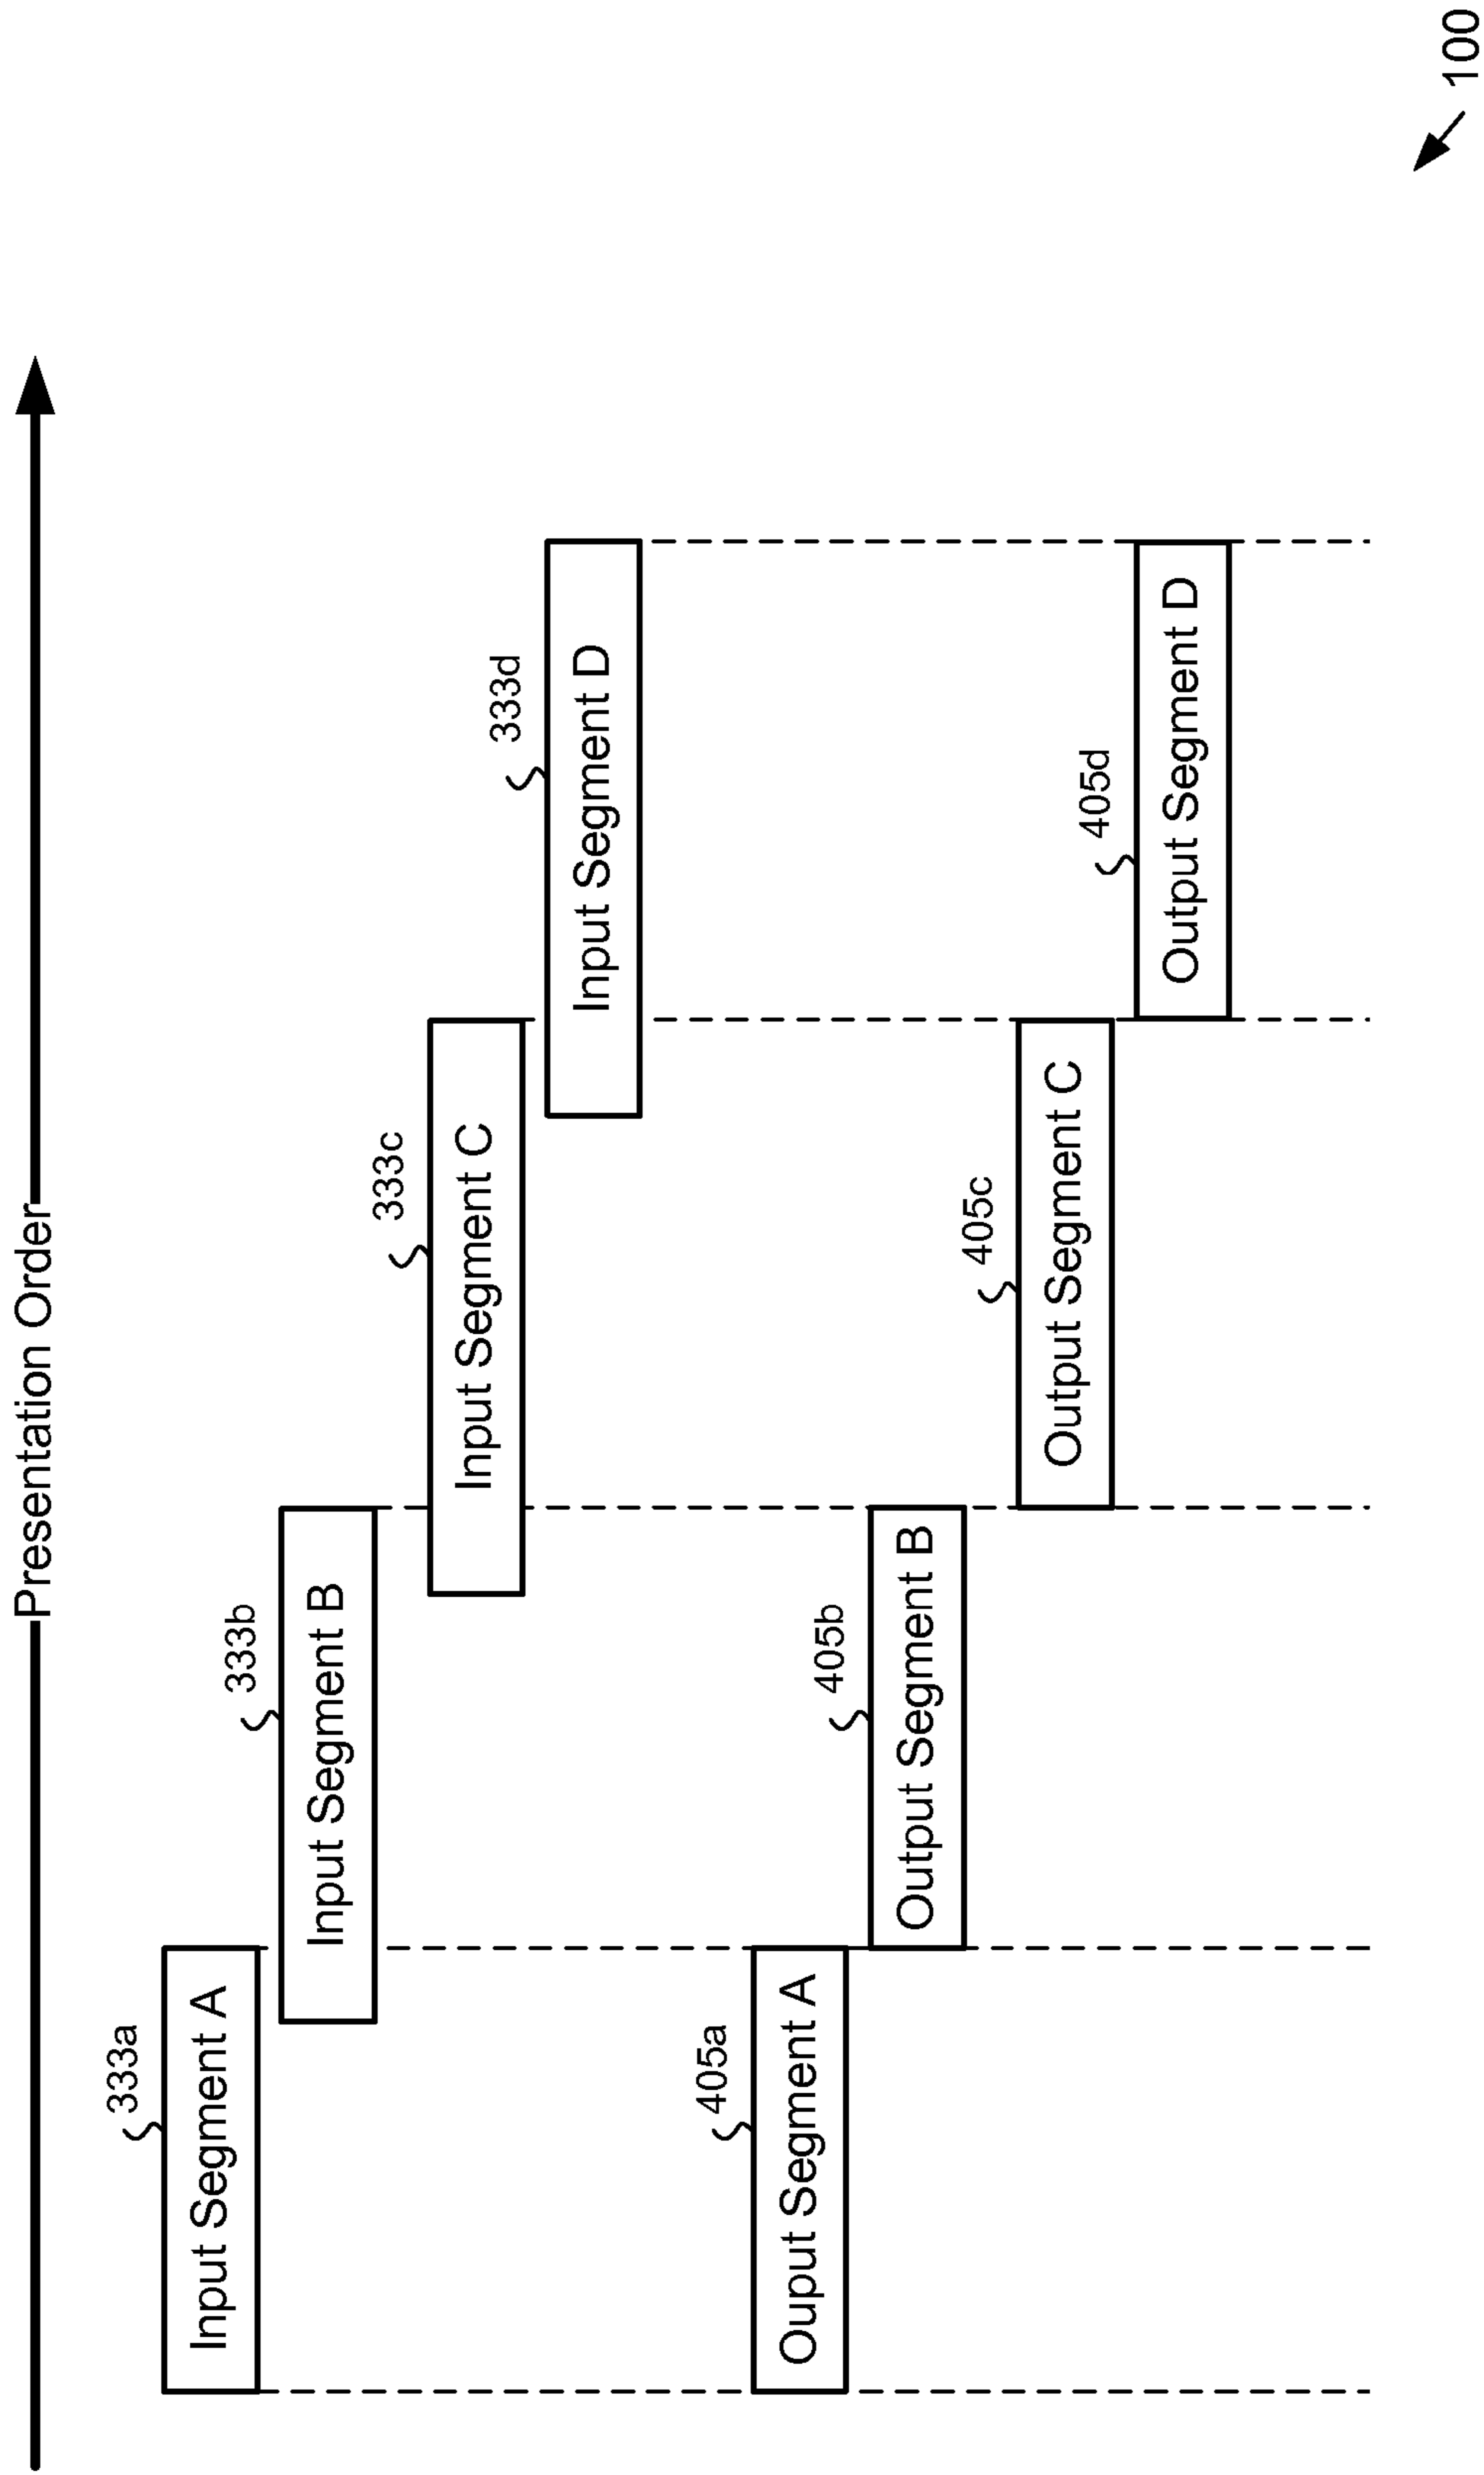 Presentation Order
333a
Input Segment A
333b
Input Segment B
333c
Input Segment C
333d
Input Segment D
405a
Ouput Segment A
405b
Output Segment B
405c
Output Segment C
405d
Output Segment D
100